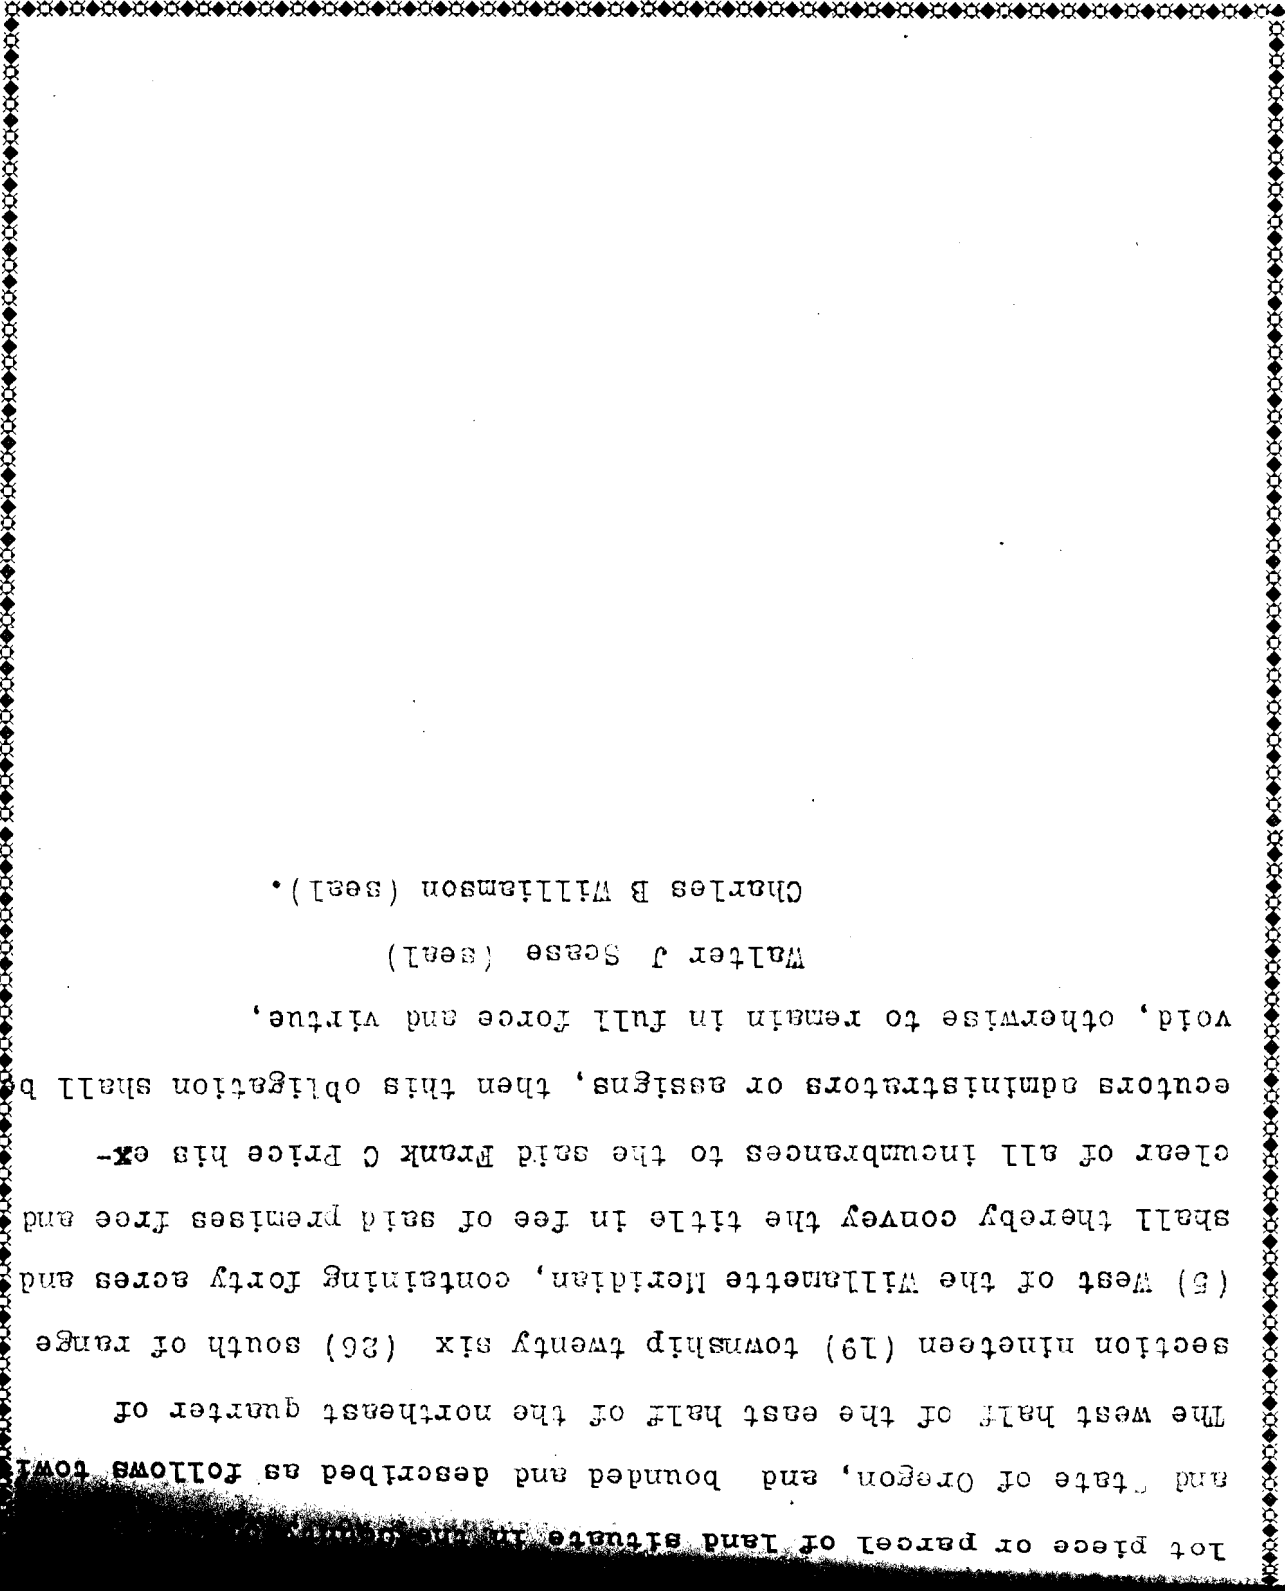 lot piece or parcel of land situate in the county
and tate of Oregon, and bounded and described as follows towi
The west half of the east half of the northeast quarter of
section nineteen (19) township twenty six (26) south of range
(5) West of the Willamette Meridian, containing forty acres and
shall thereby convey the title in fee of said premises free and
clear of all incumbrances to the said Frank C Price his ex-
ecutors administrators or assigns, then this obligation shall be
void, otherwise to remain in full force and virtue,
Walter J Scase (seal)
Charles B Williamson (seal).